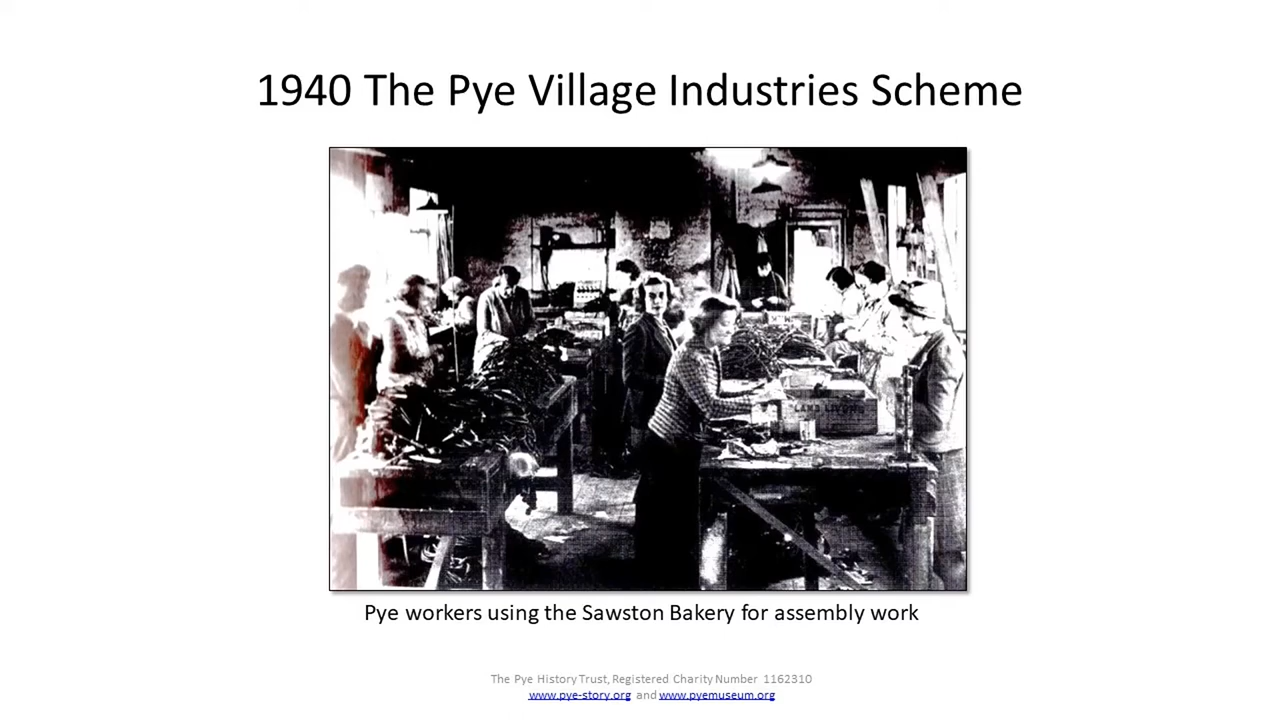 1940 The Pye Village Industries Scheme
Pye workers using the Sawston Bakery for assembly work
The Pye History Trust, Registered Charity Number 1162310
www.pye-story.org and www.pyemuseum.org